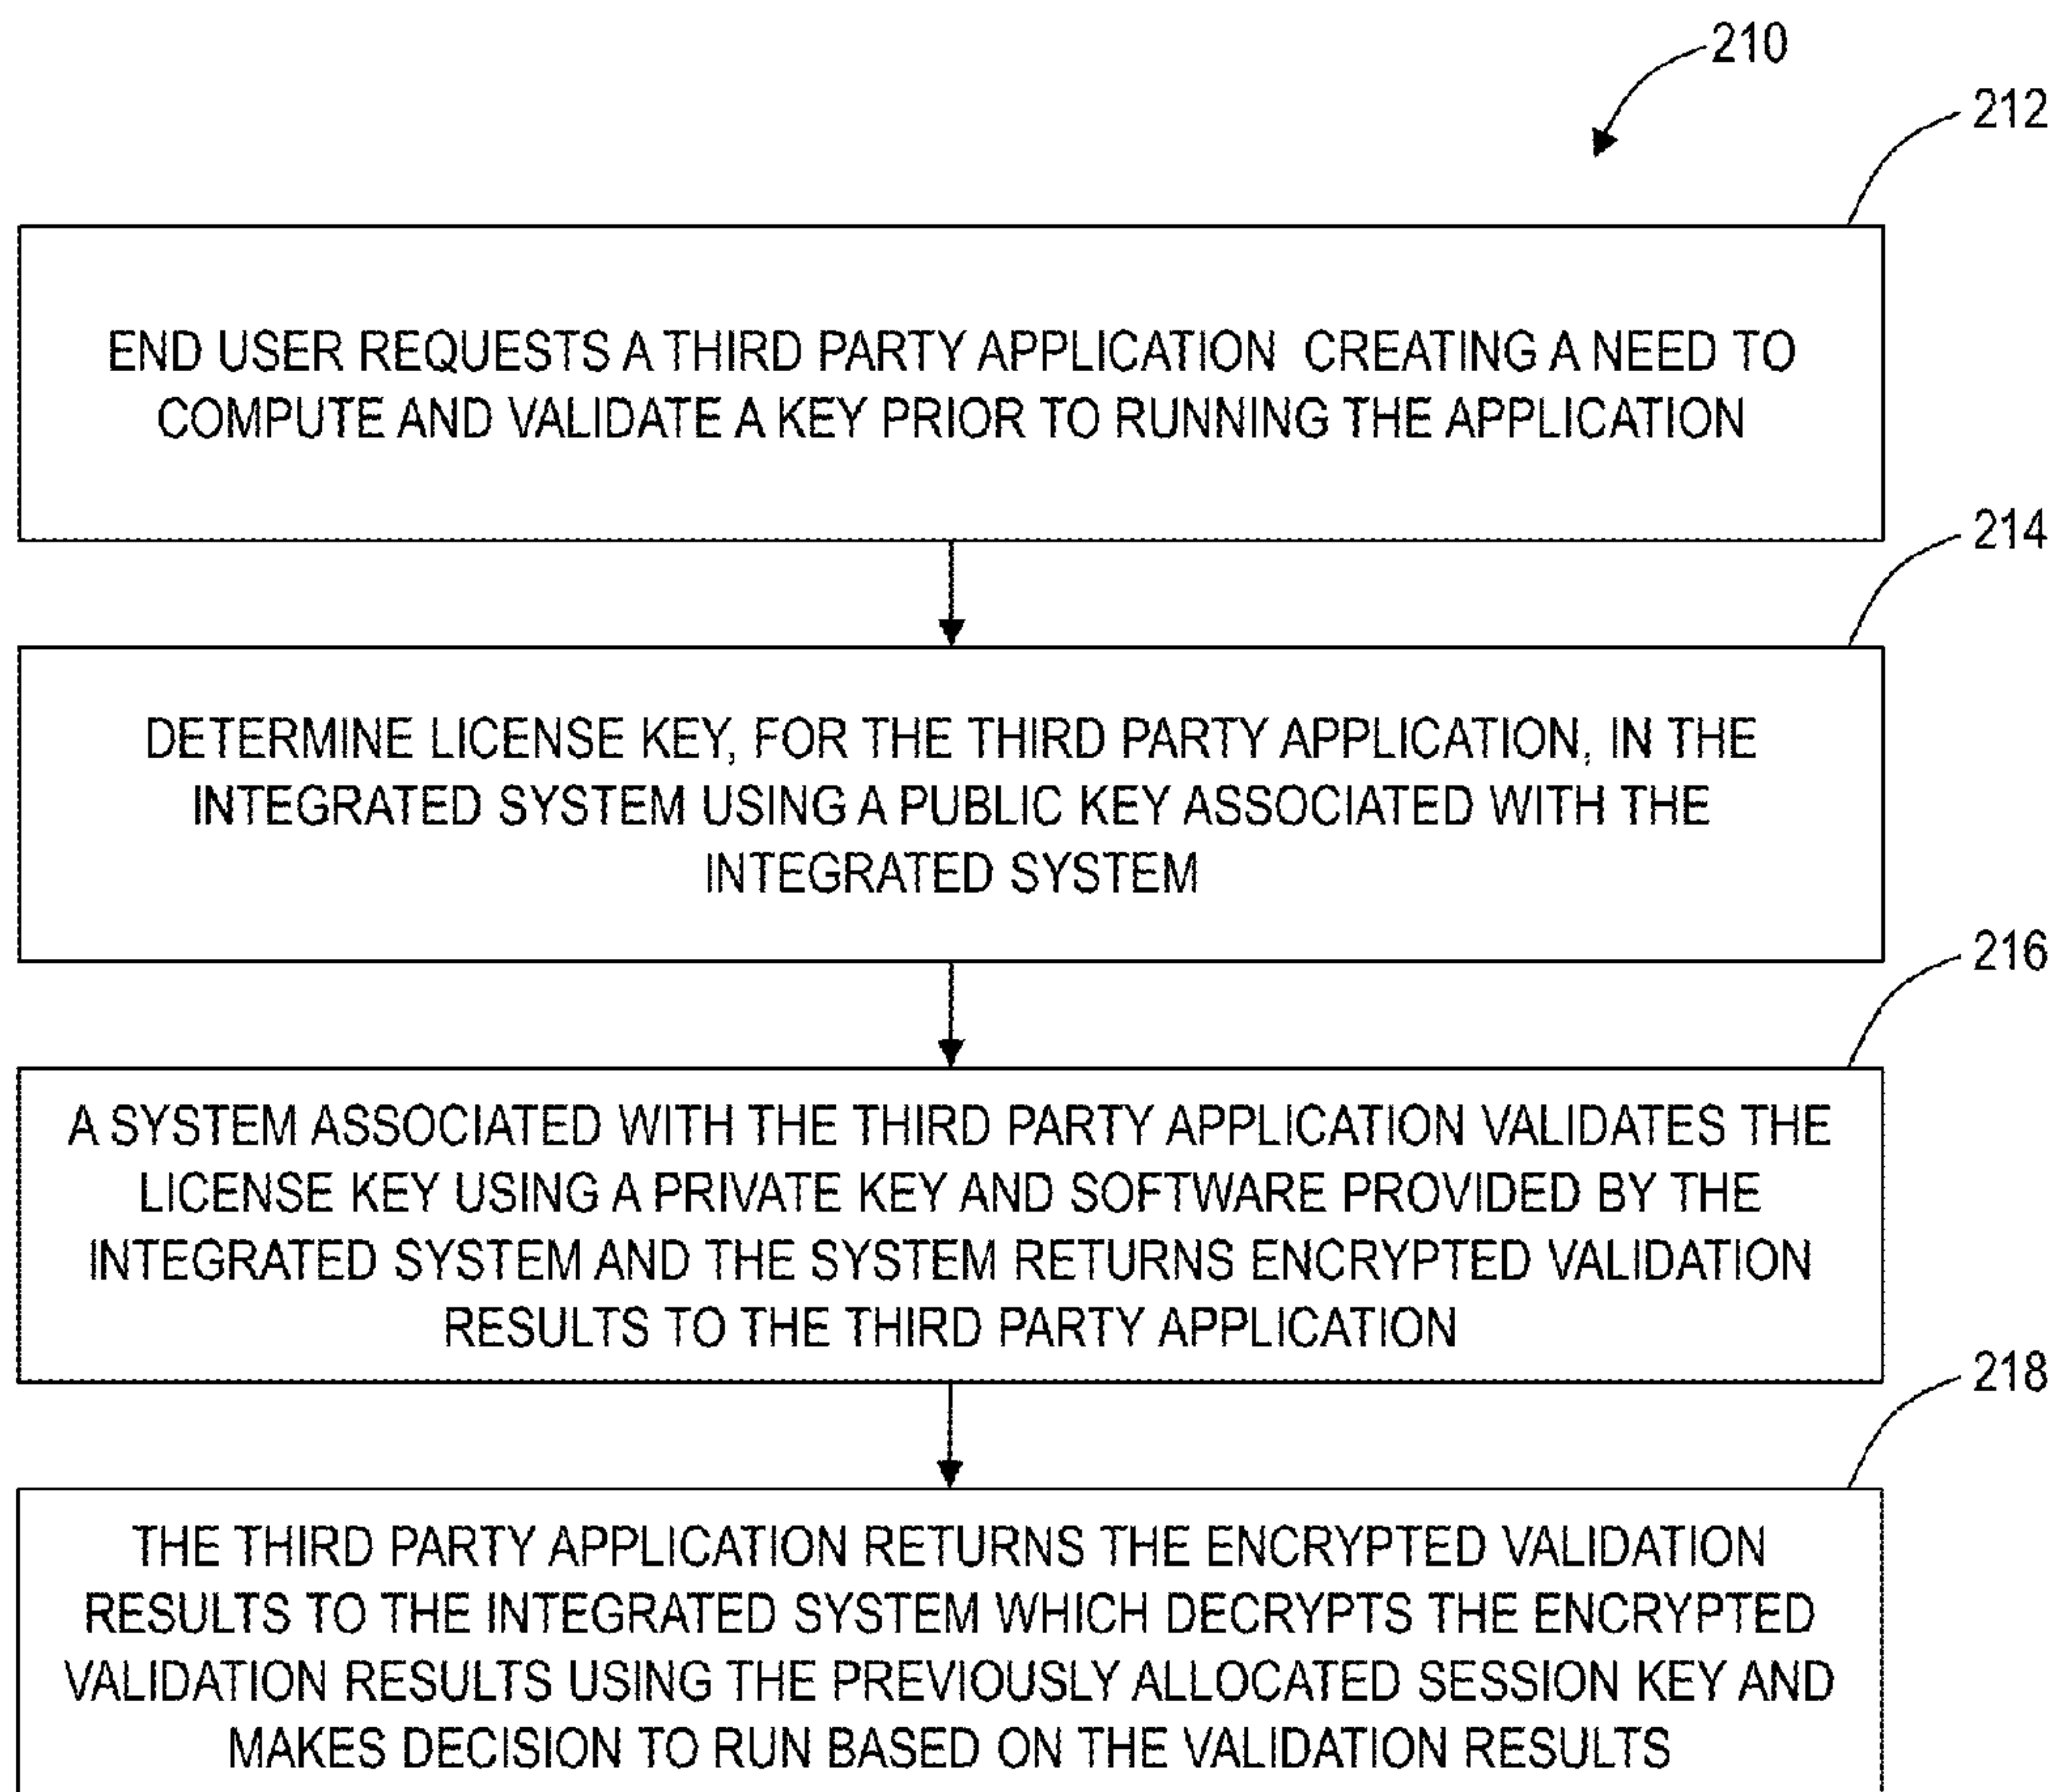 210
212
END USER REQUESTS A THIRD PARTY APPLICATION CREATING A NEED TO
COMPUTE AND VALIDATE A KEY PRIOR TO RUNNING THE APPLICATION
214
DETERMINE LICENSE KEY, FOR THE THIRD PARTY APPLICATION, IN THE
INTEGRATED SYSTEM USING A PUBLIC KEY ASSOCIATED WITH THE
INTEGRATED SYSTEM
216
A SYSTEM ASSOCIATED WITH THE THIRD PARTY APPLICATION VALIDATES THE
LICENSE KEY USING A PRIVATE KEY AND SOFTWARE PROVIDED BY THE
INTEGRATED SYSTEM AND THE SYSTEM RETURNS ENCRYPTED VALIDATION
RESULTS TO THE THIRD PARTY APPLICATION
218
THE THIRD PARTY APPLICATION RETURNS THE ENCRYPTED VALIDATION
RESULTS TO THE INTEGRATED SYSTEM WHICH DECRYPTS THE ENCRYPTED
VALIDATION RESULTS USING THE PREVIOUSLY ALLOCATED SESSION KEY AND
MAKES DECISION TO RUN BASED ON THE VALIDATION RESULTS